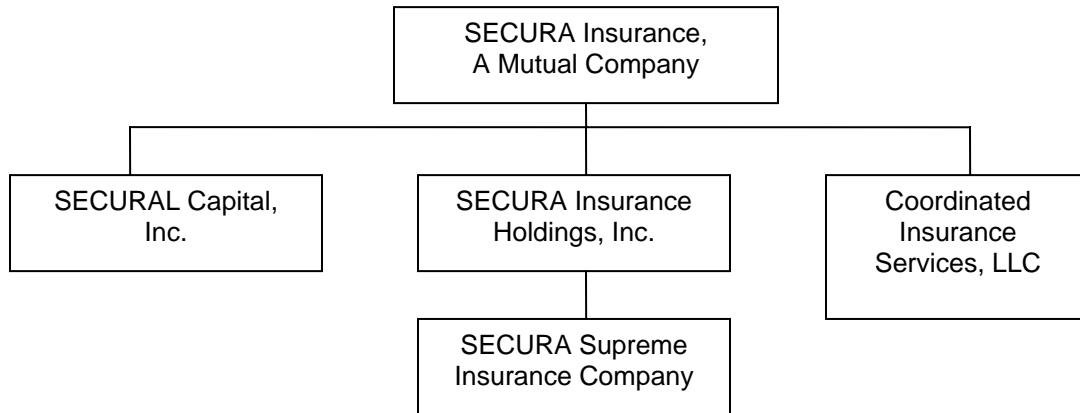 SECURA Insurance,
A Mutual Company
SECURAL Capital,
Inc.
SECURA Insurance
Holdings, Inc.
Coordinated
Insurance
Services, LLC
SECURA Supreme
Insurance Company